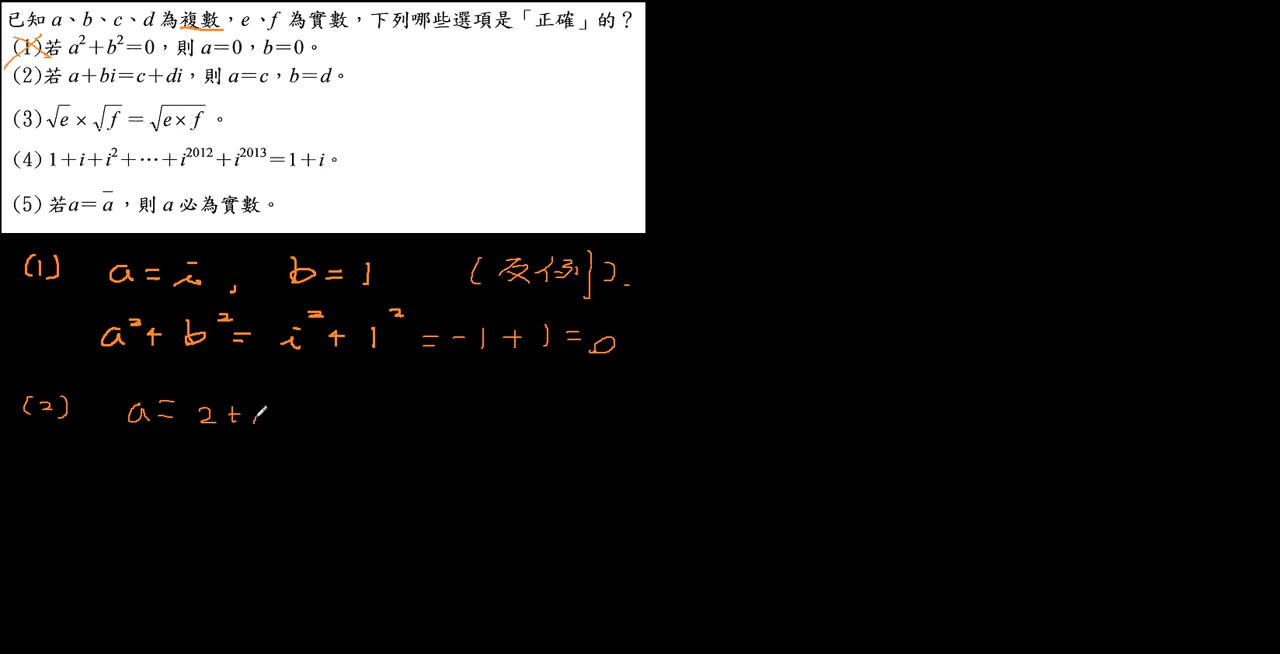 已知 a、b、c、d 為複數，e、f 為實數，下列哪些選項是「正確」的？
(1)若 a²+b²=0，則 a=0，b=0。
(2)若 a+bi=c+di，則 a=c，b=d。
(3) √e × √f = √(e×f) 。
(4) 1+i+i²+⋯+i²⁰¹²+i²⁰¹³=1+i。
(5) 若a= a̅ ，則 a 必為實數。
(1) a = i , b = 1 (反例).
a² + b² = i² + 1² = -1 + 1 = 0
(2) a = 2 +